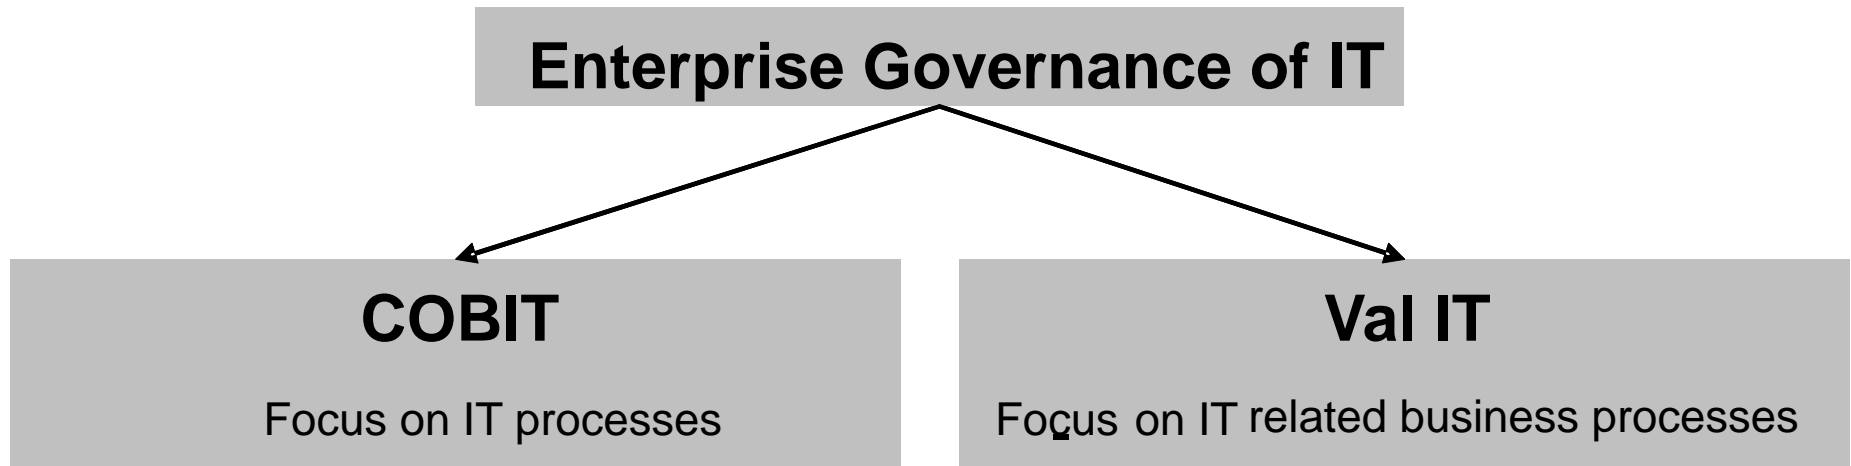 Enterprise Governance of IT
COBIT
Focus on IT processes
Val IT
Focus on IT related business processes